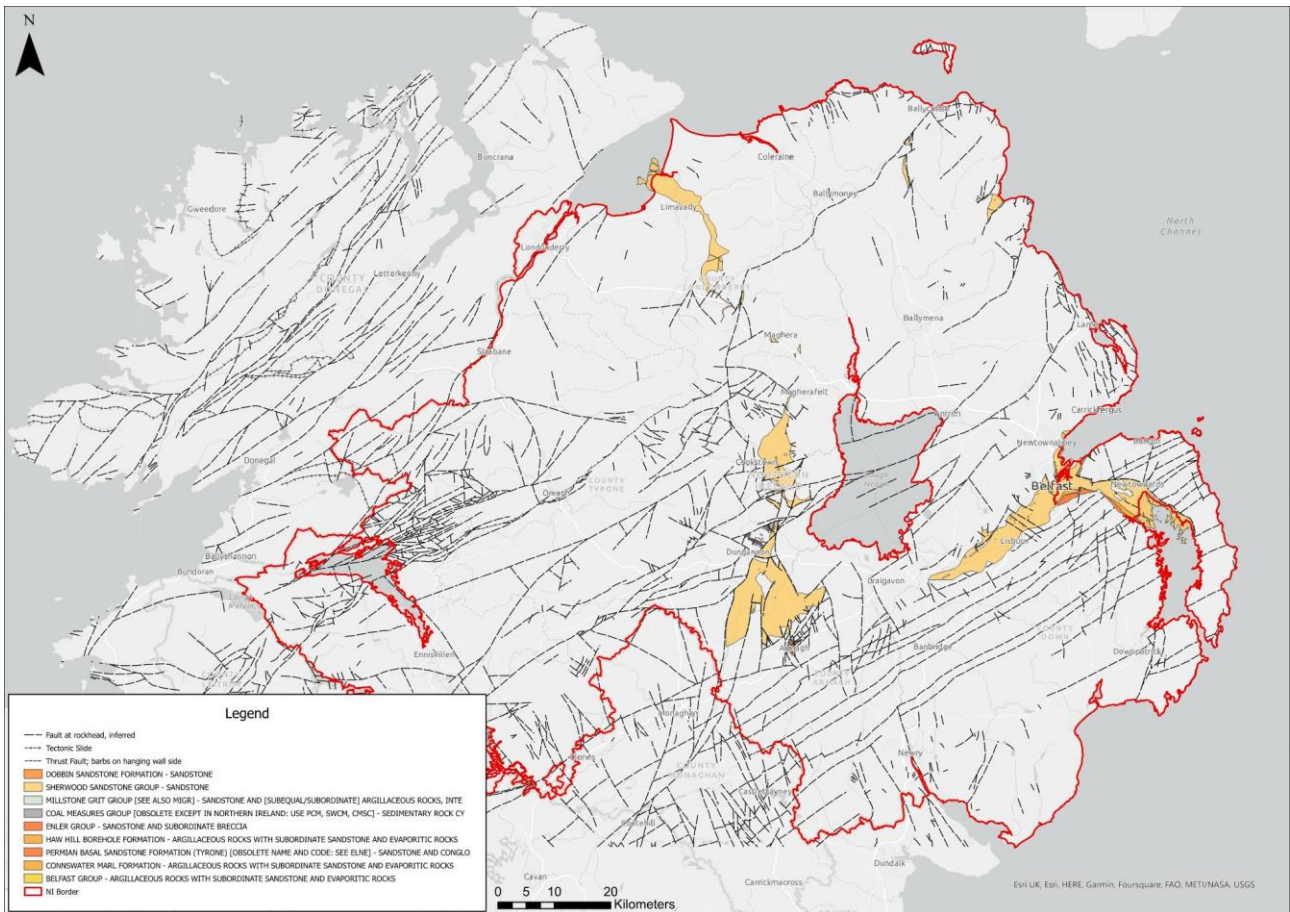 N
Ballycastle
Buncrana
Coleraine
Gweedore
Limavady
Ballymoney
North
Channel
Londonderry
Letterkenny
COUNTY
DONEGAL
COUNTY
Ballymena
Maghera
Strabane
Larne
Magherafelt
Carrickfergus
Antrim
Newtownabbey
Bangor
Donegal
Cookstown
COUNTY
TYRONE
Omagh
Belfast
Newtownards
Lisburn
Ballyshannon
Dungannon
Bundoran
Craigavon
Enniskillen
Armagh
Banbridge
COUNTY
DOWN
Downpatrick
COUNTY
ARMAGH
Monaghan
Newry
Clones
COUNTY
MONAGHAN
Castleblayney
Cootehill
Dundalk
Cavan
Carrickmacross
Legend
Fault at rockhead, inferred
Tectonic Slide
Thrust Fault; barbs on hanging wall side
DOBBIN SANDSTONE FORMATION - SANDSTONE
SHERWOOD SANDSTONE GROUP - SANDSTONE
MILLSTONE GRIT GROUP [SEE ALSO MIGR] - SANDSTONE AND [SUBEQUAL/SUBORDINATE] ARGILLACEOUS ROCKS, INTE
COAL MEASURES GROUP [OBSOLETE EXCEPT IN NORTHERN IRELAND: USE PCM, SWCM, CMSC] - SEDIMENTARY ROCK CY
ENLER GROUP - SANDSTONE AND SUBORDINATE BRECCIA
HAW HILL BOREHOLE FORMATION - ARGILLACEOUS ROCKS WITH SUBORDINATE SANDSTONE AND EVAPORITIC ROCKS
PERMIAN BASAL SANDSTONE FORMATION (TYRONE) [OBSOLETE NAME AND CODE: SEE ELNE] - SANDSTONE AND CONGLO
CONNSWATER MARL FORMATION - ARGILLACEOUS ROCKS WITH SUBORDINATE SANDSTONE AND EVAPORITIC ROCKS
BELFAST GROUP - ARGILLACEOUS ROCKS WITH SUBORDINATE SANDSTONE AND EVAPORITIC ROCKS
NI Border
0 5 10 20
Kilometers
Esri UK, Esri, HERE, Garmin, Foursquare, FAO, METI/NASA, USGS